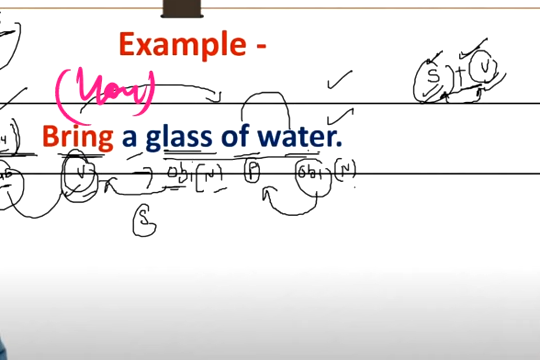 Example -
S + V
(You)
Bring a glass of water.
V obj (N) P obj (N)
S